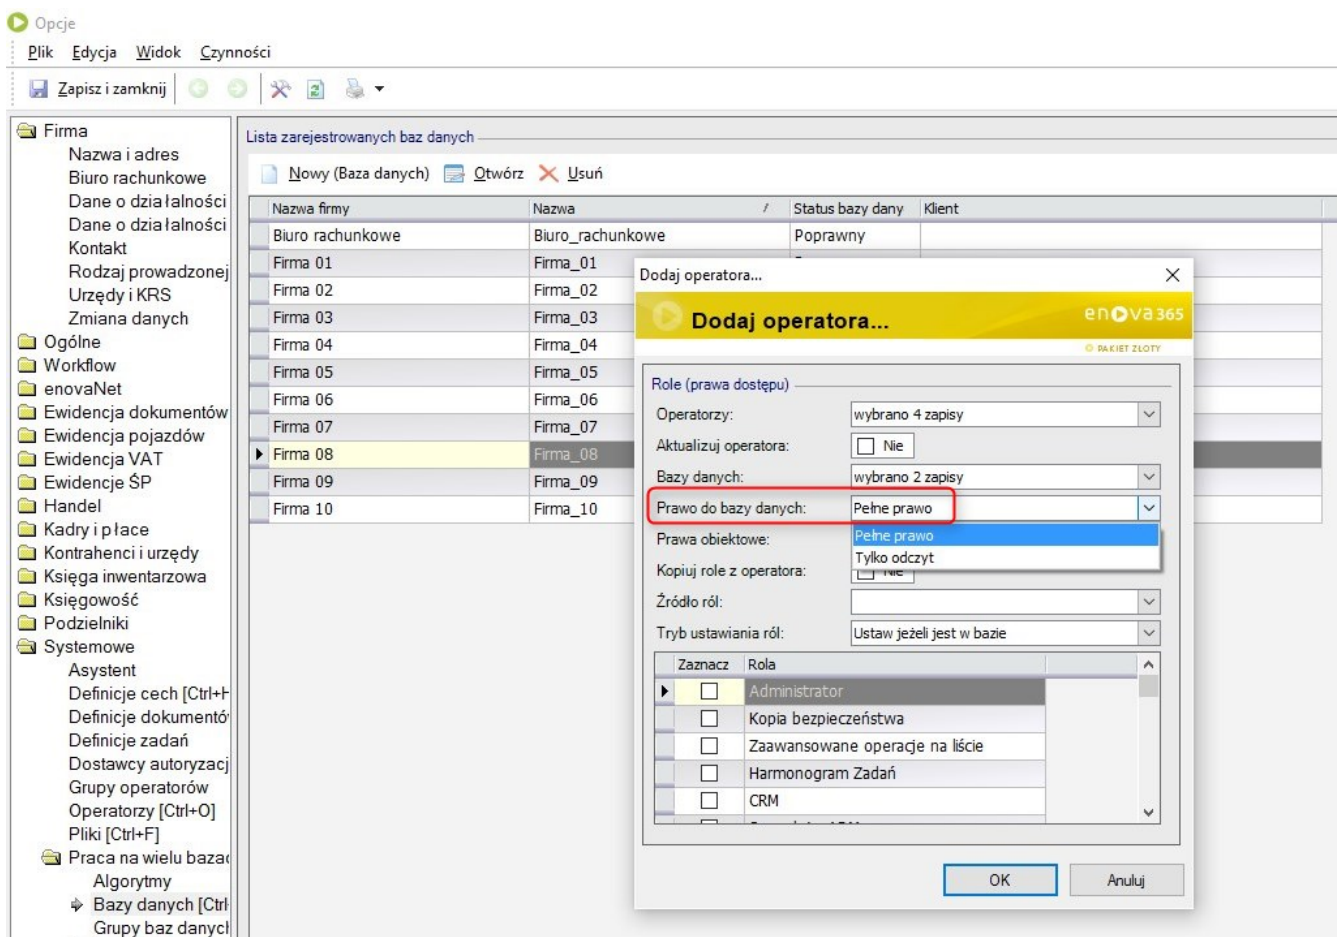 Opcje
Plik Edycja Widok Czynności
Zapisz i zamknij
Firma
Nazwa i adres
Biuro rachunkowe
Dane o działalności
Dane o działalności
Kontakt
Rodzaj prowadzonej
Urzędy i KRS
Zmiana danych
Ogólne
Workflow
enovaNet
Ewidencja dokumentów
Ewidencja pojazdów
Ewidencja VAT
Ewidencje ŚP
Handel
Kadry i płace
Kontrahenci i urzędy
Księga inwentarzowa
Księgowość
Podzielniki
Systemowe
Asystent
Definicje cech [Ctrl+H
Definicje dokumentó
Definicje zadań
Dostawcy autoryzacj
Grupy operatorów
Operatorzy [Ctrl+O]
Pliki [Ctrl+F]
Praca na wielu bazac
Algorytmy
Bazy danych [Ctrl
Grupy baz danych
Lista zarejestrowanych baz danych
Nowy (Baza danych) Otwórz Usuń
Nazwa firmy Nazwa / Status bazy dany Klient
Biuro rachunkowe Biuro_rachunkowe Poprawny
Firma 01 Firma_01
Firma 02 Firma_02
Firma 03 Firma_03
Firma 04 Firma_04
Firma 05 Firma_05
Firma 06 Firma_06
Firma 07 Firma_07
Firma 08 Firma_08
Firma 09 Firma_09
Firma 10 Firma_10
Dodaj operatora...
Dodaj operatora...
enova365
PAKIET ZŁOTY
Role (prawa dostępu)
Operatorzy: wybrano 4 zapisy
Aktualizuj operatora: Nie
Bazy danych: wybrano 2 zapisy
Prawo do bazy danych: Pełne prawo
Pełne prawo
Tylko odczyt
Prawa obiektowe:
Kopiuj role z operatora: Nie
Źródło ról:
Tryb ustawiania ról: Ustaw jeżeli jest w bazie
Zaznacz Rola
Administrator
Kopia bezpieczeństwa
Zaawansowane operacje na liście
Harmonogram Zadań
CRM
OK Anuluj